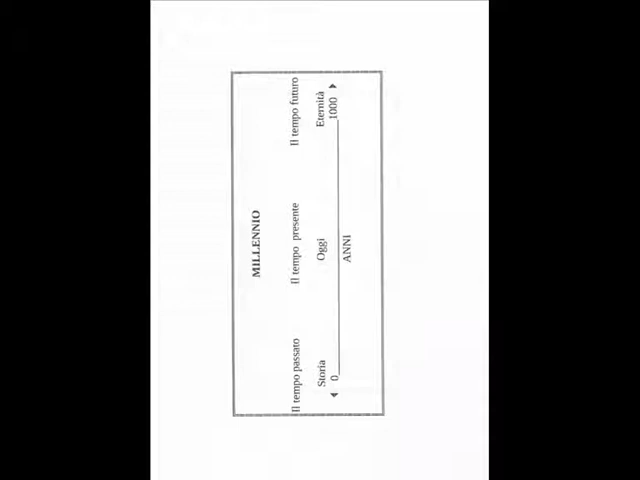 MILLENNIO
Il tempo passato Il tempo presente Il tempo futuro
Storia Oggi Eternità
0 1000
ANNI